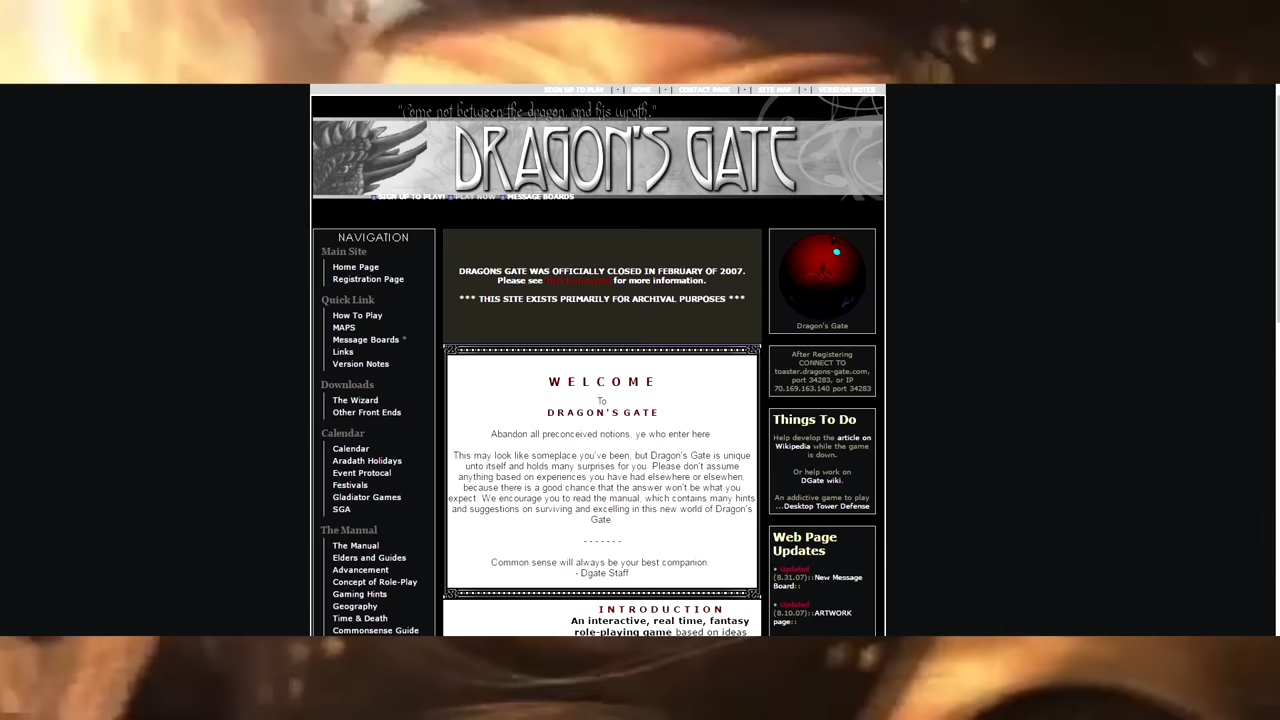 SIGN UP TO PLAY | + | HOME | + | CONTACT PAGE | + | SITE MAP | + | VERSION NOTES
"Come not between the dragon, and his wrath."
DRAGON'S GATE
SIGN UP TO PLAY! PLAY NOW MESSAGE BOARDS
NAVIGATION
Main Site
Home Page
Registration Page
Quick Link
How To Play
MAPS
Message Boards *
Links
Version Notes
Downloads
The Wizard
Other Front Ends
Calendar
Calendar
Aradath Holidays
Event Protocal
Festivals
Gladiator Games
SGA
The Manual
The Manual
Elders and Guides
Advancement
Concept of Role-Play
Gaming Hints
Geography
Time & Death
Commonsense Guide
DRAGONS GATE WAS OFFICIALLY CLOSED IN FEBRUARY OF 2007.
Please see for more information.
*** THIS SITE EXISTS PRIMARILY FOR ARCHIVAL PURPOSES ***
WELCOME
To
DRAGON'S GATE
Abandon all preconceived notions, ye who enter here.
This may look like someplace you've been, but Dragon's Gate is unique
unto itself and holds many surprises for you. Please don't assume
anything based on experiences you have had elsewhere or elsewhen,
because there is a good chance that the answer won't be what you
expect. We encourage you to read the manual, which contains many hints
and suggestions on surviving and excelling in this new world of Dragon's
Gate.
- - - - - - -
Common sense will always be your best companion.
- Dgate Staff
INTRODUCTION
An interactive, real time, fantasy
role-playing game based on ideas
Dragon's Gate
After Registering
CONNECT TO
toaster.dragons-gate.com,
port 34283, or IP
70.169.163.140 port 34283
Things To Do
Help develop the article on
Wikipedia while the game
is down.
Or help work on
DGate wiki.
An addictive game to play
...Desktop Tower Defense
Web Page
Updates
• Updated
(8.31.07)::New Message
Board::
• Updated
(8.10.07)::ARTWORK
page::